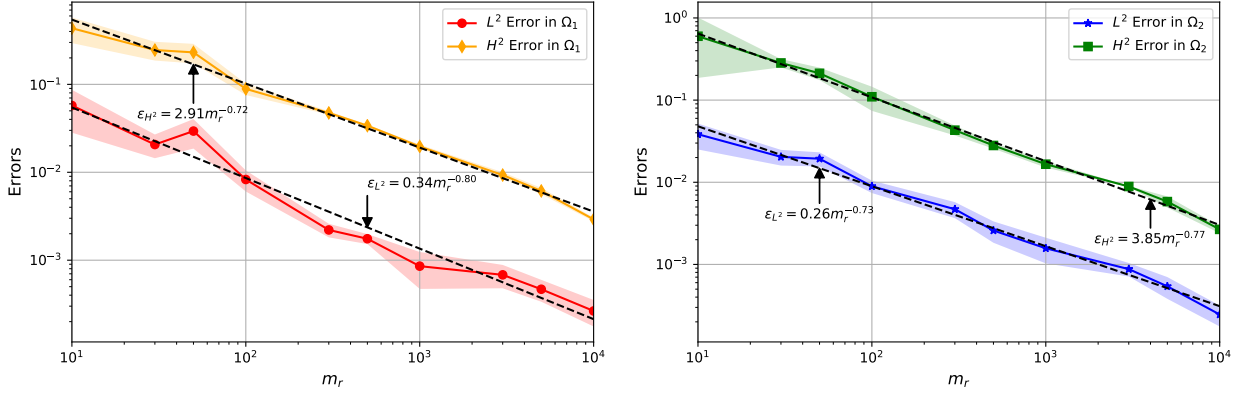 L² Error in Ω₁
H² Error in Ω₁
10⁻¹
10⁻²
10⁻³
Errors
ε_{H²} = 2.91m_r^{−0.72}
ε_{L²} = 0.34m_r^{−0.80}
10¹ 10² 10³ 10⁴
m_r
L² Error in Ω₂
H² Error in Ω₂
10⁰
10⁻¹
10⁻²
10⁻³
Errors
ε_{L²} = 0.26m_r^{−0.73}
ε_{H²} = 3.85m_r^{−0.77}
10¹ 10² 10³ 10⁴
m_r